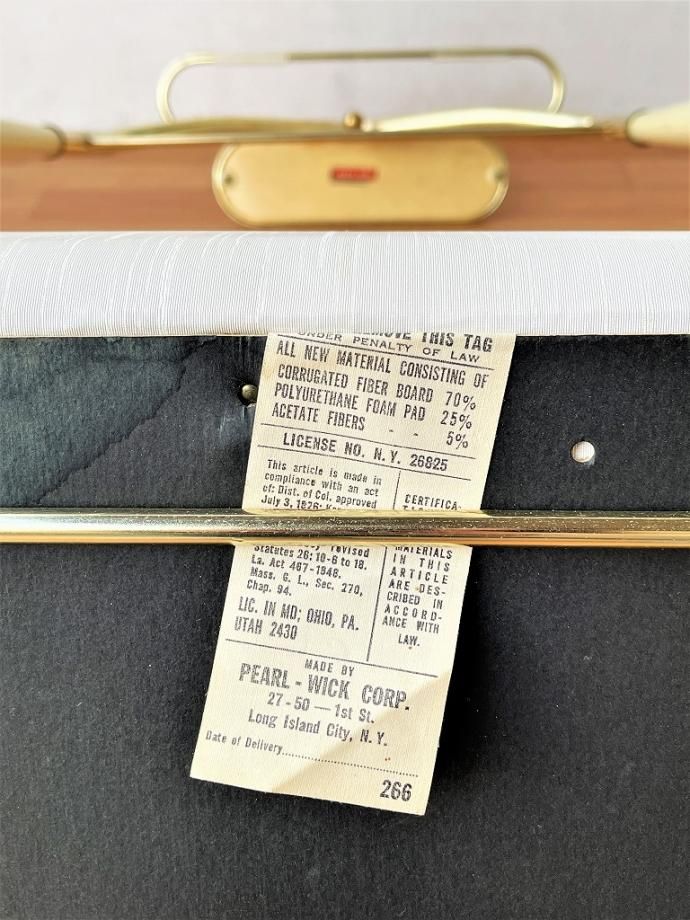 REMOVE THIS TAG
UNDER PENALTY OF LAW
ALL NEW MATERIAL CONSISTING OF
CORRUGATED FIBER BOARD 70%
POLYURETHANE FOAM PAD 25%
ACETATE FIBERS - - 5%
LICENSE NO. N.Y. 26825
This article is made in
compliance with an act
of: Dist. of Col. approved
July 3, 1926;
revised
Statutes 26:10-6 to 18.
La. Act 467-1948.
Mass. G. L., Sec. 270,
Chap. 94.
LIC. IN MD; OHIO, PA.
UTAH 2430
CERTIFICA-
MATERIALS
IN THIS
ARTICLE
ARE DES-
CRIBED IN
ACCORD-
ANCE WITH
LAW.
MADE BY
PEARL-WICK CORP.
27-50 — 1st St.
Long Island City, N.Y.
Date of Delivery
266